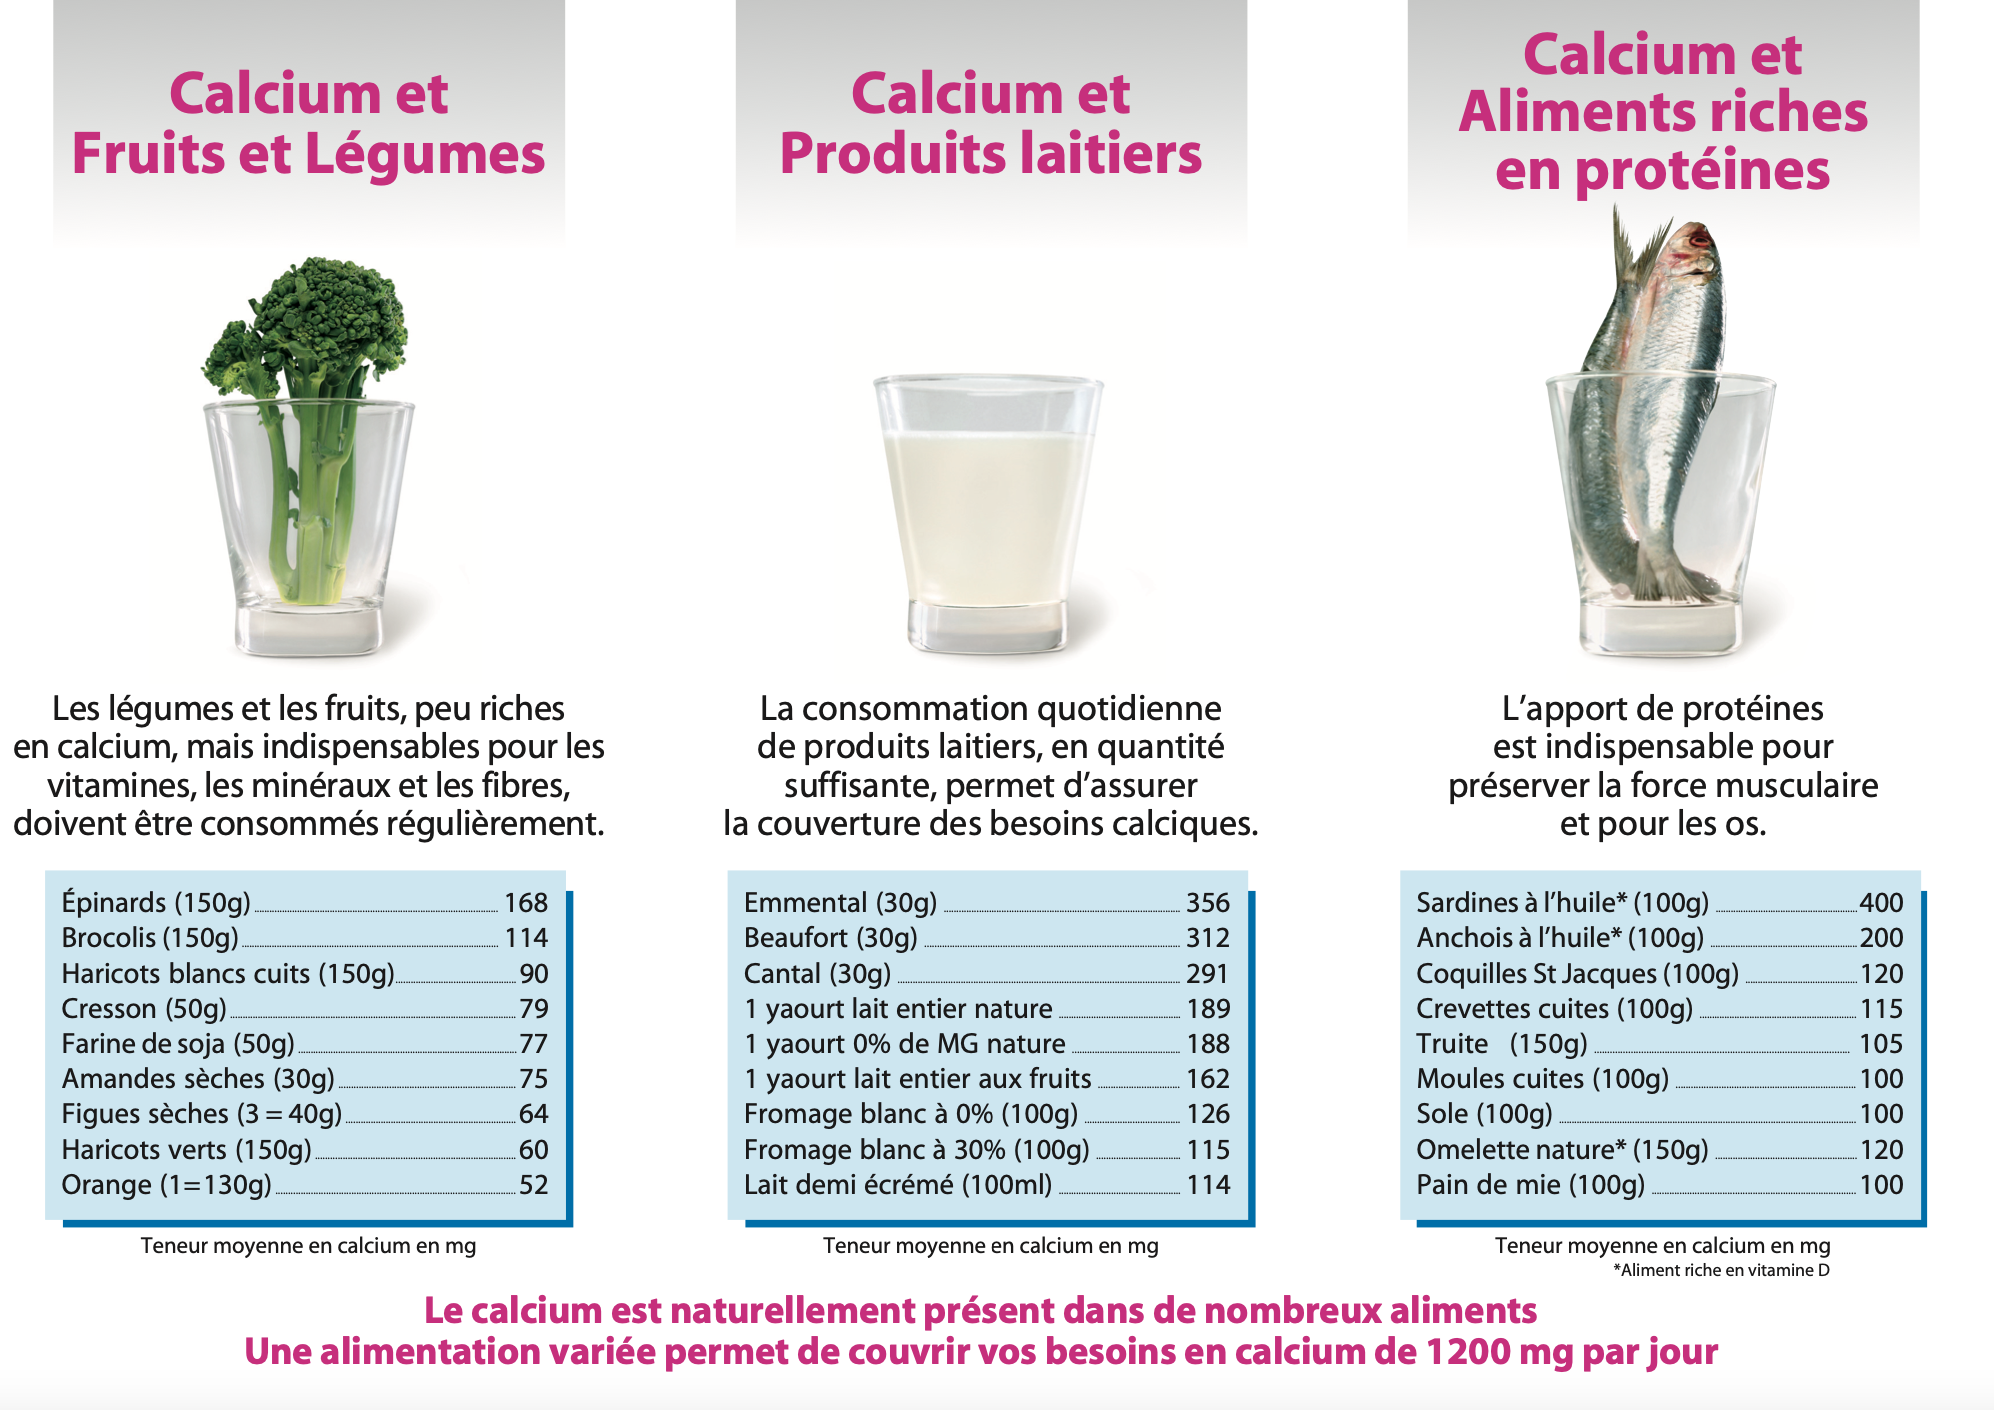 Calcium et
Fruits et Légumes
Les légumes et les fruits, peu riches
en calcium, mais indispensables pour les
vitamines, les minéraux et les fibres,
doivent être consommés régulièrement.
Épinards (150g) 168
Brocolis (150g) 114
Haricots blancs cuits (150g) 90
Cresson (50g) 79
Farine de soja (50g) 77
Amandes sèches (30g) 75
Figues sèches (3 = 40g) 64
Haricots verts (150g) 60
Orange (1=130g) 52
Teneur moyenne en calcium en mg
Calcium et
Produits laitiers
La consommation quotidienne
de produits laitiers, en quantité
suffisante, permet d’assurer
la couverture des besoins calciques.
Emmental (30g) 356
Beaufort (30g) 312
Cantal (30g) 291
1 yaourt lait entier nature 189
1 yaourt 0% de MG nature 188
1 yaourt lait entier aux fruits 162
Fromage blanc à 0% (100g) 126
Fromage blanc à 30% (100g) 115
Lait demi écrémé (100ml) 114
Teneur moyenne en calcium en mg
Calcium et
Aliments riches
en protéines
L’apport de protéines
est indispensable pour
préserver la force musculaire
et pour les os.
Sardines à l’huile* (100g) 400
Anchois à l’huile* (100g) 200
Coquilles St Jacques (100g) 120
Crevettes cuites (100g) 115
Truite (150g) 105
Moules cuites (100g) 100
Sole (100g) 100
Omelette nature* (150g) 120
Pain de mie (100g) 100
Teneur moyenne en calcium en mg
*Aliment riche en vitamine D
Le calcium est naturellement présent dans de nombreux aliments
Une alimentation variée permet de couvrir vos besoins en calcium de 1200 mg par jour